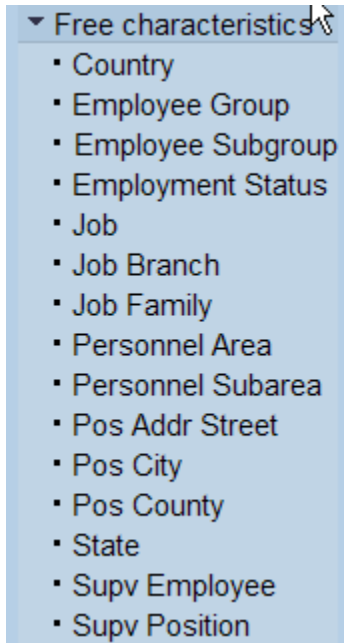 Free characteristics
Country
Employee Group
Employee Subgroup
Employment Status
Job
Job Branch
Job Family
Personnel Area
Personnel Subarea
Pos Addr Street
Pos City
Pos County
State
Supv Employee
Supv Position